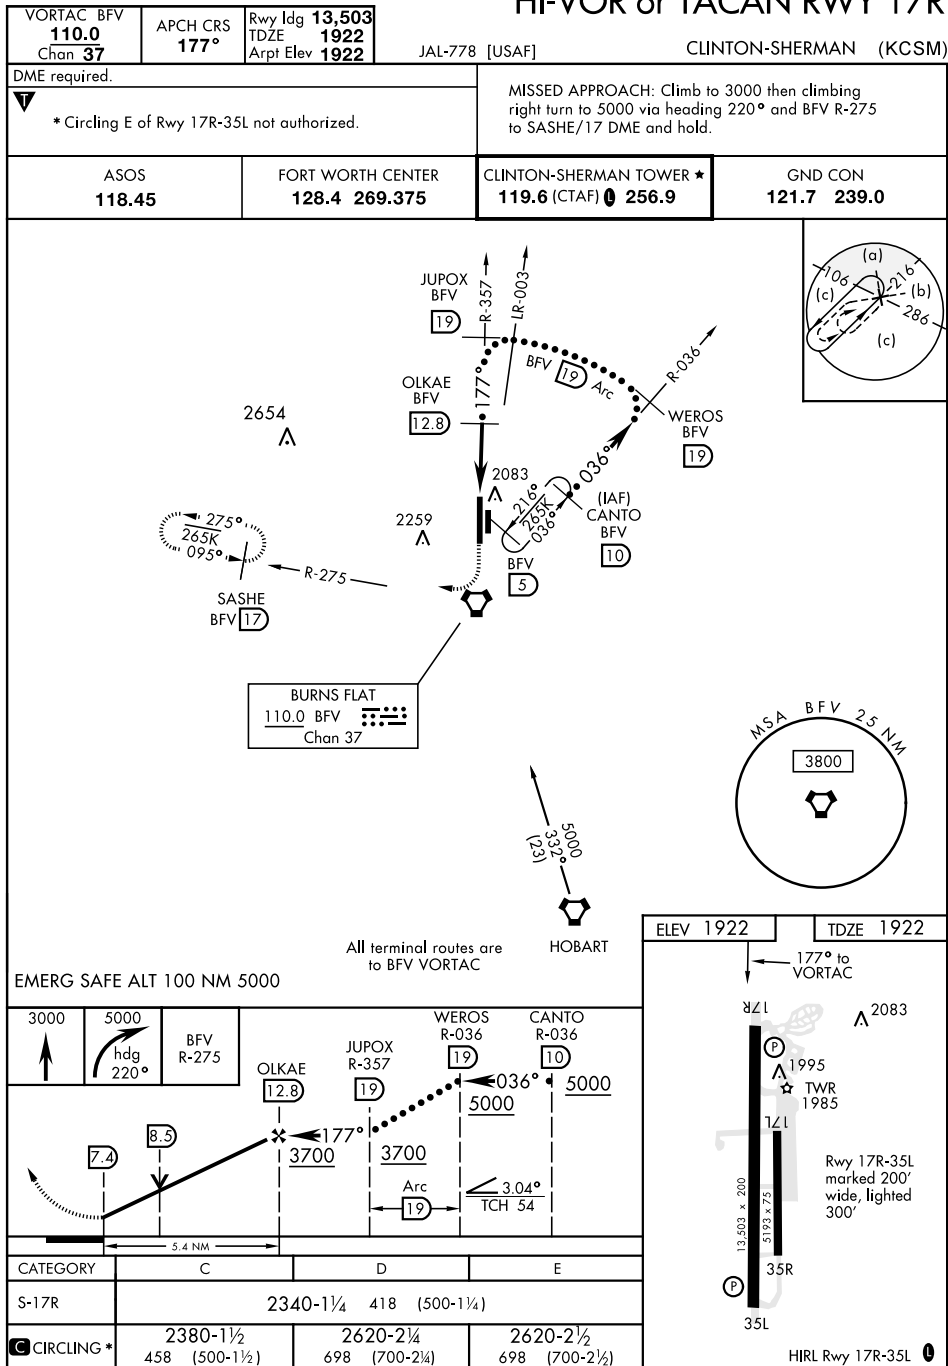 HI-VOR or TACAN RWY 17R
VORTAC BFV
110.0
Chan 37
APCH CRS
177°
Rwy ldg 13,503
TDZE 1922
Arpt Elev 1922
JAL-778 [USAF]
CLINTON-SHERMAN (KCSM)
DME required.
T
* Circling E of Rwy 17R-35L not authorized.
MISSED APPROACH: Climb to 3000 then climbing
right turn to 5000 via heading 220° and BFV R-275
to SASHE/17 DME and hold.
ASOS
118.45
FORT WORTH CENTER
128.4 269.375
CLINTON-SHERMAN TOWER ★
119.6 (CTAF) L 256.9
GND CON
121.7 239.0
JUPOX
BFV
19
R-357
LR-003
BFV 19 Arc
R-036
WEROS
BFV
19
OLKAE
BFV
12.8
177°
036°
(IAF)
CANTO
BFV
10
216°
265K
036°
BFV
5
2654
2083
2259
275°
265K
095°
R-275
SASHE
BFV 17
BURNS FLAT
110.0 BFV
Chan 37
(a)
106
216
(c)
(b)
286
(c)
MSA BFV 25 NM
3800
5000
332°
(23)
HOBART
All terminal routes are
to BFV VORTAC
EMERG SAFE ALT 100 NM 5000
3000
5000
hdg
220°
BFV
R-275
OLKAE
12.8
JUPOX
R-357
19
WEROS
R-036
19
CANTO
R-036
10
036°
5000
5000
177°
3700
3700
8.5
7.4
Arc
19
3.04°
TCH 54
5.4 NM
CATEGORY C D E
S-17R 2340-1¼ 418 (500-1¼)
C CIRCLING *
2380-1½
458 (500-1½)
2620-2¼
698 (700-2¼)
2620-2½
698 (700-2½)
ELEV 1922
TDZE 1922
177° to
VORTAC
17R
2083
P
1995
TWR
1985
17L
13,503 x 200
5193 x 75
Rwy 17R-35L
marked 200'
wide, lighted
300'
35R
P
35L
HIRL Rwy 17R-35L L